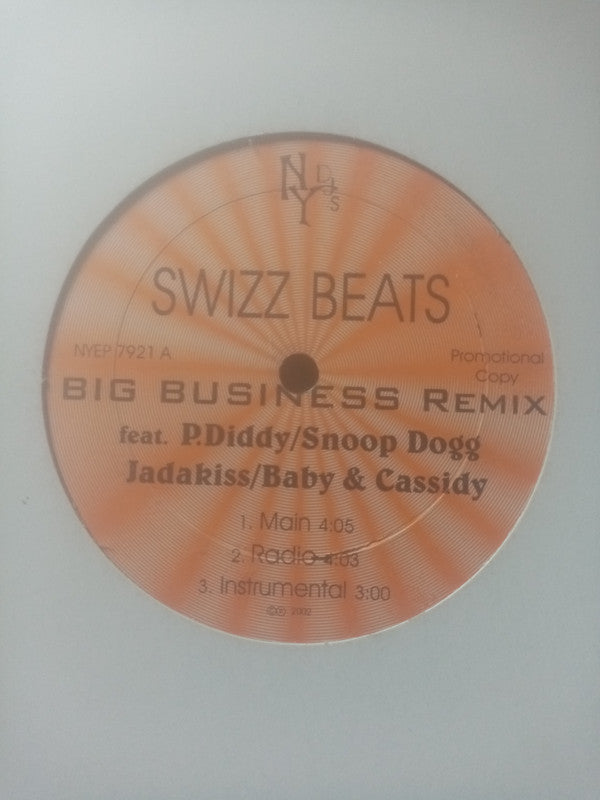 NY DJ's
SWIZZ BEATS
NYEP 7921 A
Promotional
Copy
BIG BUSINESS REMIX
feat. P.Diddy/Snoop Dogg
Jadakiss/Baby & Cassidy
1. Main 4:05
2. Radio 4:03
3. Instrumental 3:00
©℗ 2002